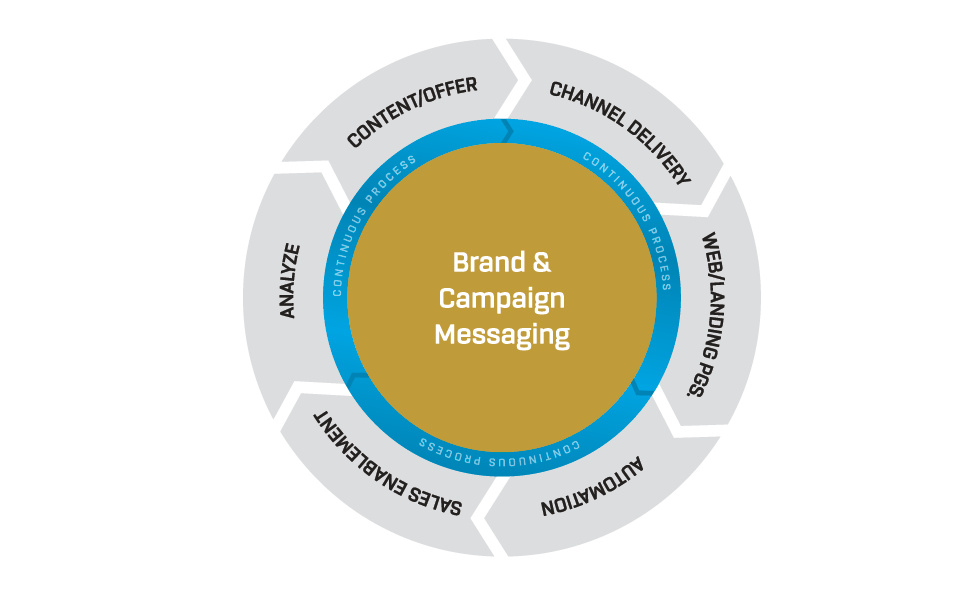 CONTENT/OFFER
CHANNEL DELIVERY
WEB/LANDING PGS.
AUTOMATION
SALES ENABLEMENT
ANALYZE
CONTINUOUS PROCESS
CONTINUOUS PROCESS
CONTINUOUS PROCESS
Brand &
Campaign
Messaging